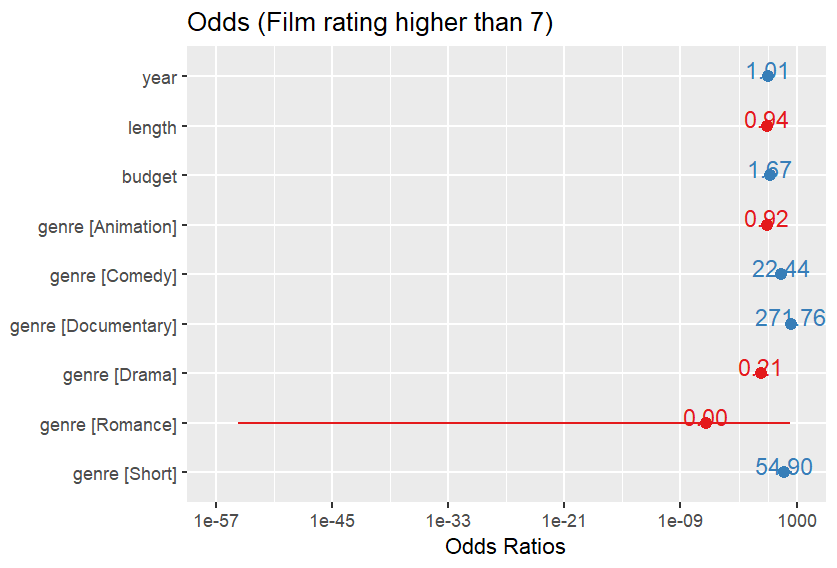 Odds (Film rating higher than 7)
year
1.01
length
0.94
budget
1.67
genre [Animation]
0.92
genre [Comedy]
22.44
genre [Documentary]
271.76
genre [Drama]
0.21
genre [Romance]
0.00
genre [Short]
54.90
1e-57 1e-45 1e-33 1e-21 1e-09 1000
Odds Ratios